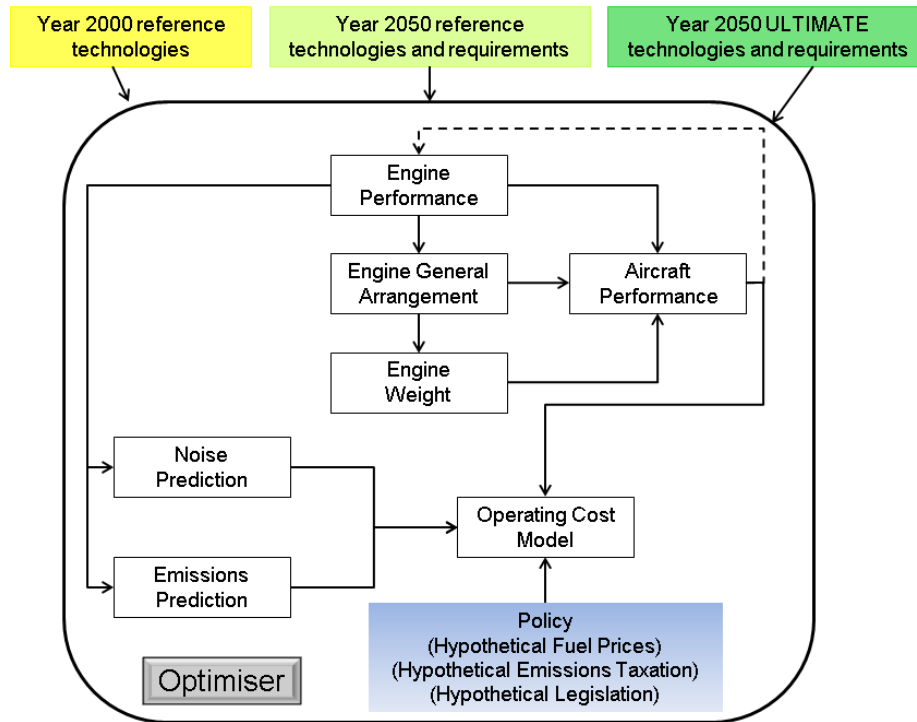 Year 2000 reference
technologies
Year 2050 reference
technologies and requirements
Year 2050 ULTIMATE
technologies and requirements
Engine
Performance
Engine General
Arrangement
Aircraft
Performance
Engine
Weight
Noise
Prediction
Operating Cost
Model
Emissions
Prediction
Policy
(Hypothetical Fuel Prices)
(Hypothetical Emissions Taxation)
(Hypothetical Legislation)
Optimiser